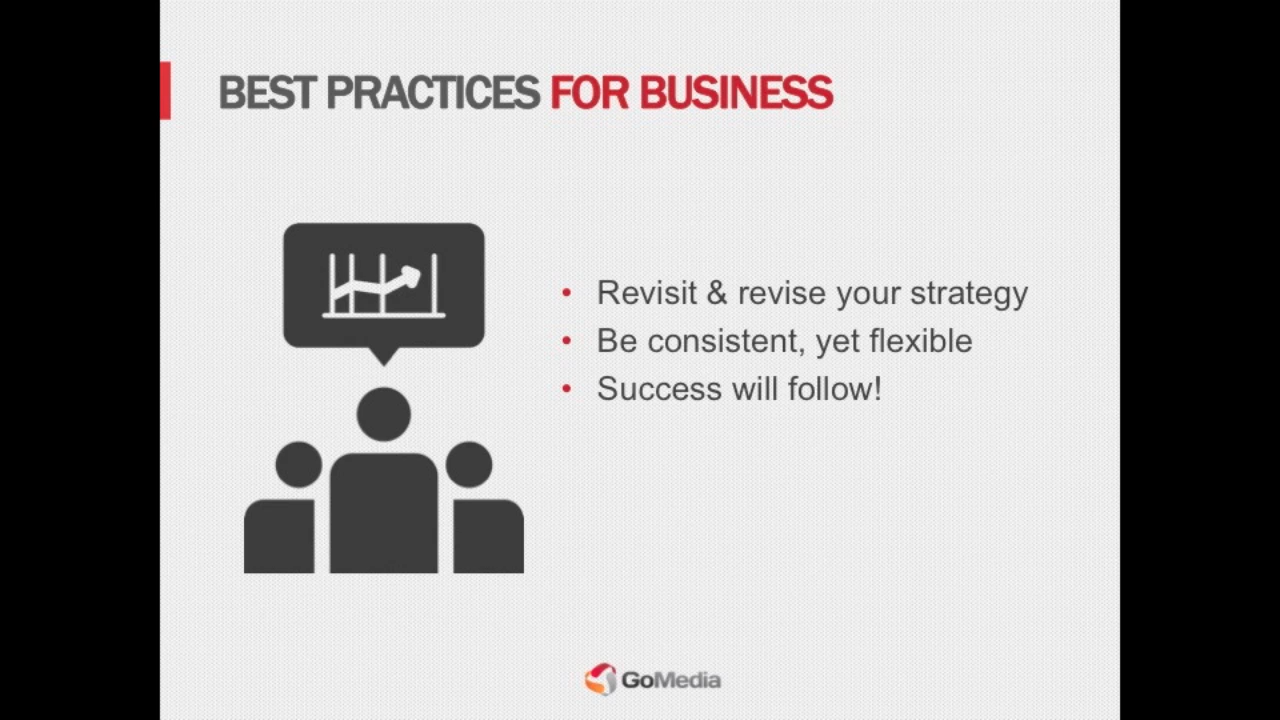 BEST PRACTICES FOR BUSINESS
• Revisit & revise your strategy
• Be consistent, yet flexible
• Success will follow!
GoMedia